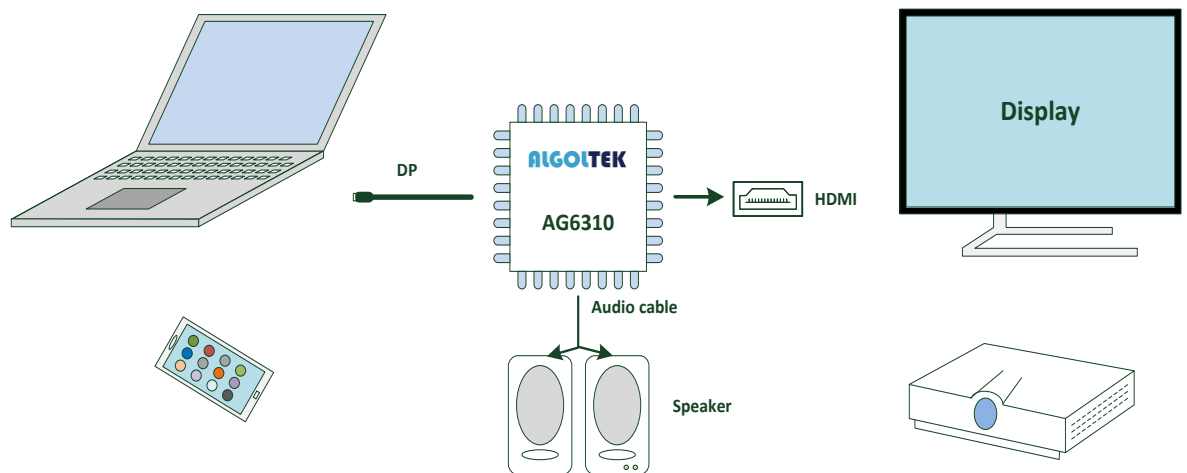 Display
ALGOLTEK
DP
HDMI
AG6310
Audio cable
Speaker